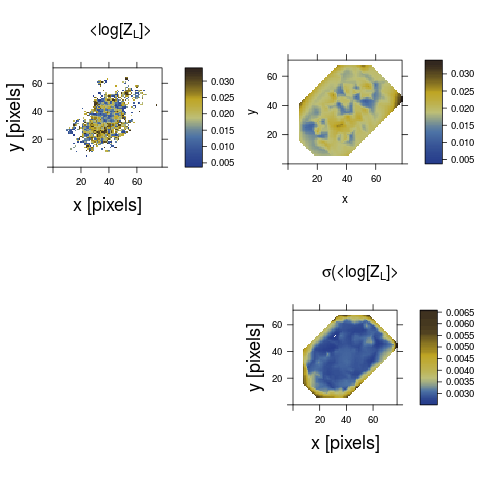 <log[Z_L]>
60
40
20
20 40 60
x [pixels]
y [pixels]
0.030
0.025
0.020
0.015
0.010
0.005
60
40
20
20 40 60
x
y
0.030
0.025
0.020
0.015
0.010
0.005
σ(<log[Z_L]>
60
40
20
20 40 60
x [pixels]
y [pixels]
0.0065
0.0060
0.0055
0.0050
0.0045
0.0040
0.0035
0.0030